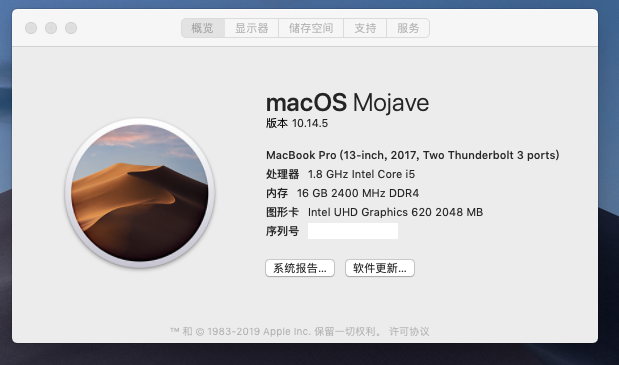 概览 显示器 储存空间 支持 服务
macOS Mojave
版本 10.14.5
MacBook Pro (13-inch, 2017, Two Thunderbolt 3 ports)
处理器 1.8 GHz Intel Core i5
内存 16 GB 2400 MHz DDR4
图形卡 Intel UHD Graphics 620 2048 MB
序列号
系统报告... 软件更新...
™ 和 © 1983-2019 Apple Inc. 保留一切权利。 许可协议